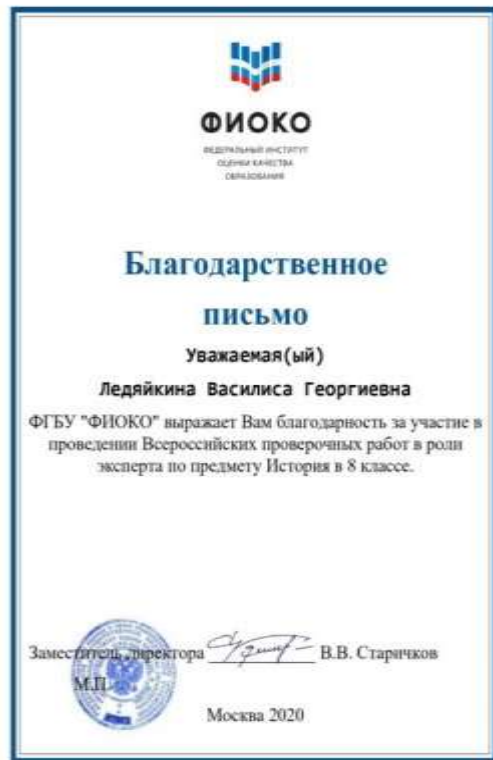 ФИОКО
ФЕДЕРАЛЬНЫЙ ИНСТИТУТ
ОЦЕНКИ КАЧЕСТВА
ОБРАЗОВАНИЯ
Благодарственное
письмо
Уважаемая(ый)
Ледяйкина Василиса Георгиевна
ФГБУ "ФИОКО" выражает Вам благодарность за участие в
проведении Всероссийских проверочных работ в роли
эксперта по предмету История в 8 классе.
Заместитель директора В.В. Старичков
М.П.
Москва 2020